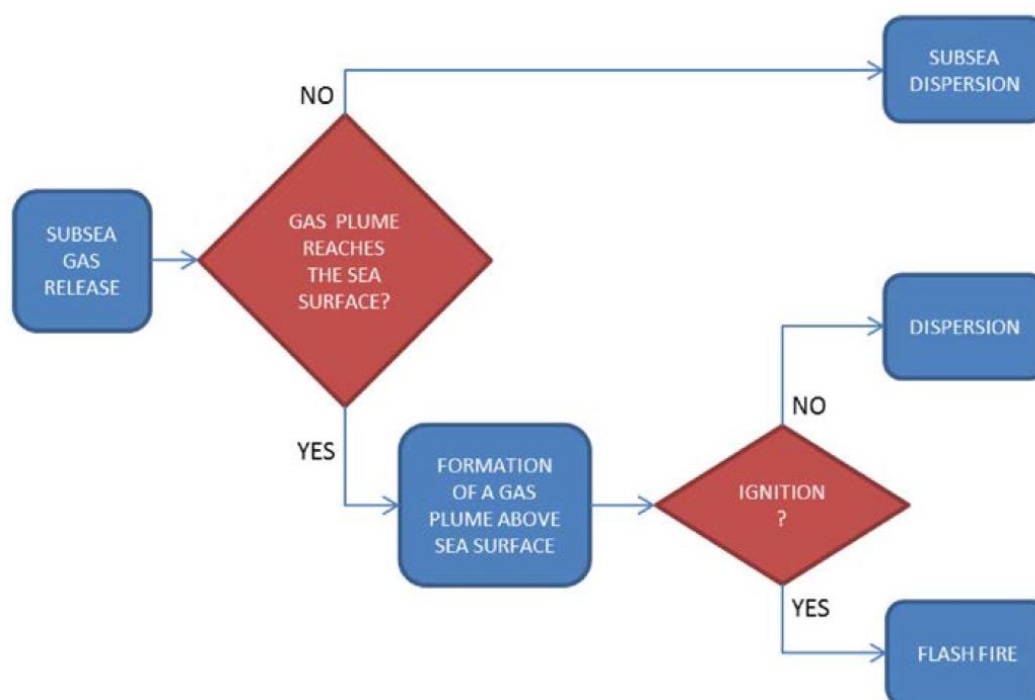 SUBSEA
DISPERSION
NO
GAS PLUME
REACHES
THE SEA
SURFACE?
SUBSEA
GAS
RELEASE
YES
FORMATION
OF A GAS
PLUME ABOVE
SEA SURFACE
DISPERSION
NO
IGNITION
?
YES
FLASH FIRE